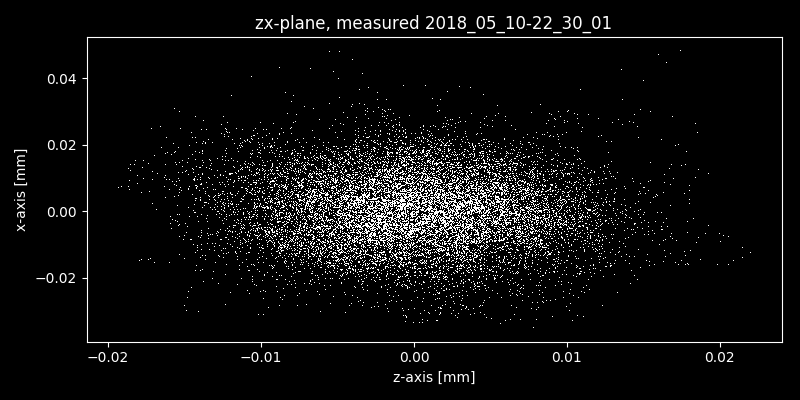 zx-plane, measured 2018_05_10-22_30_01
0.04
0.02
0.00
−0.02
x-axis [mm]
−0.02 −0.01 0.00 0.01 0.02
z-axis [mm]